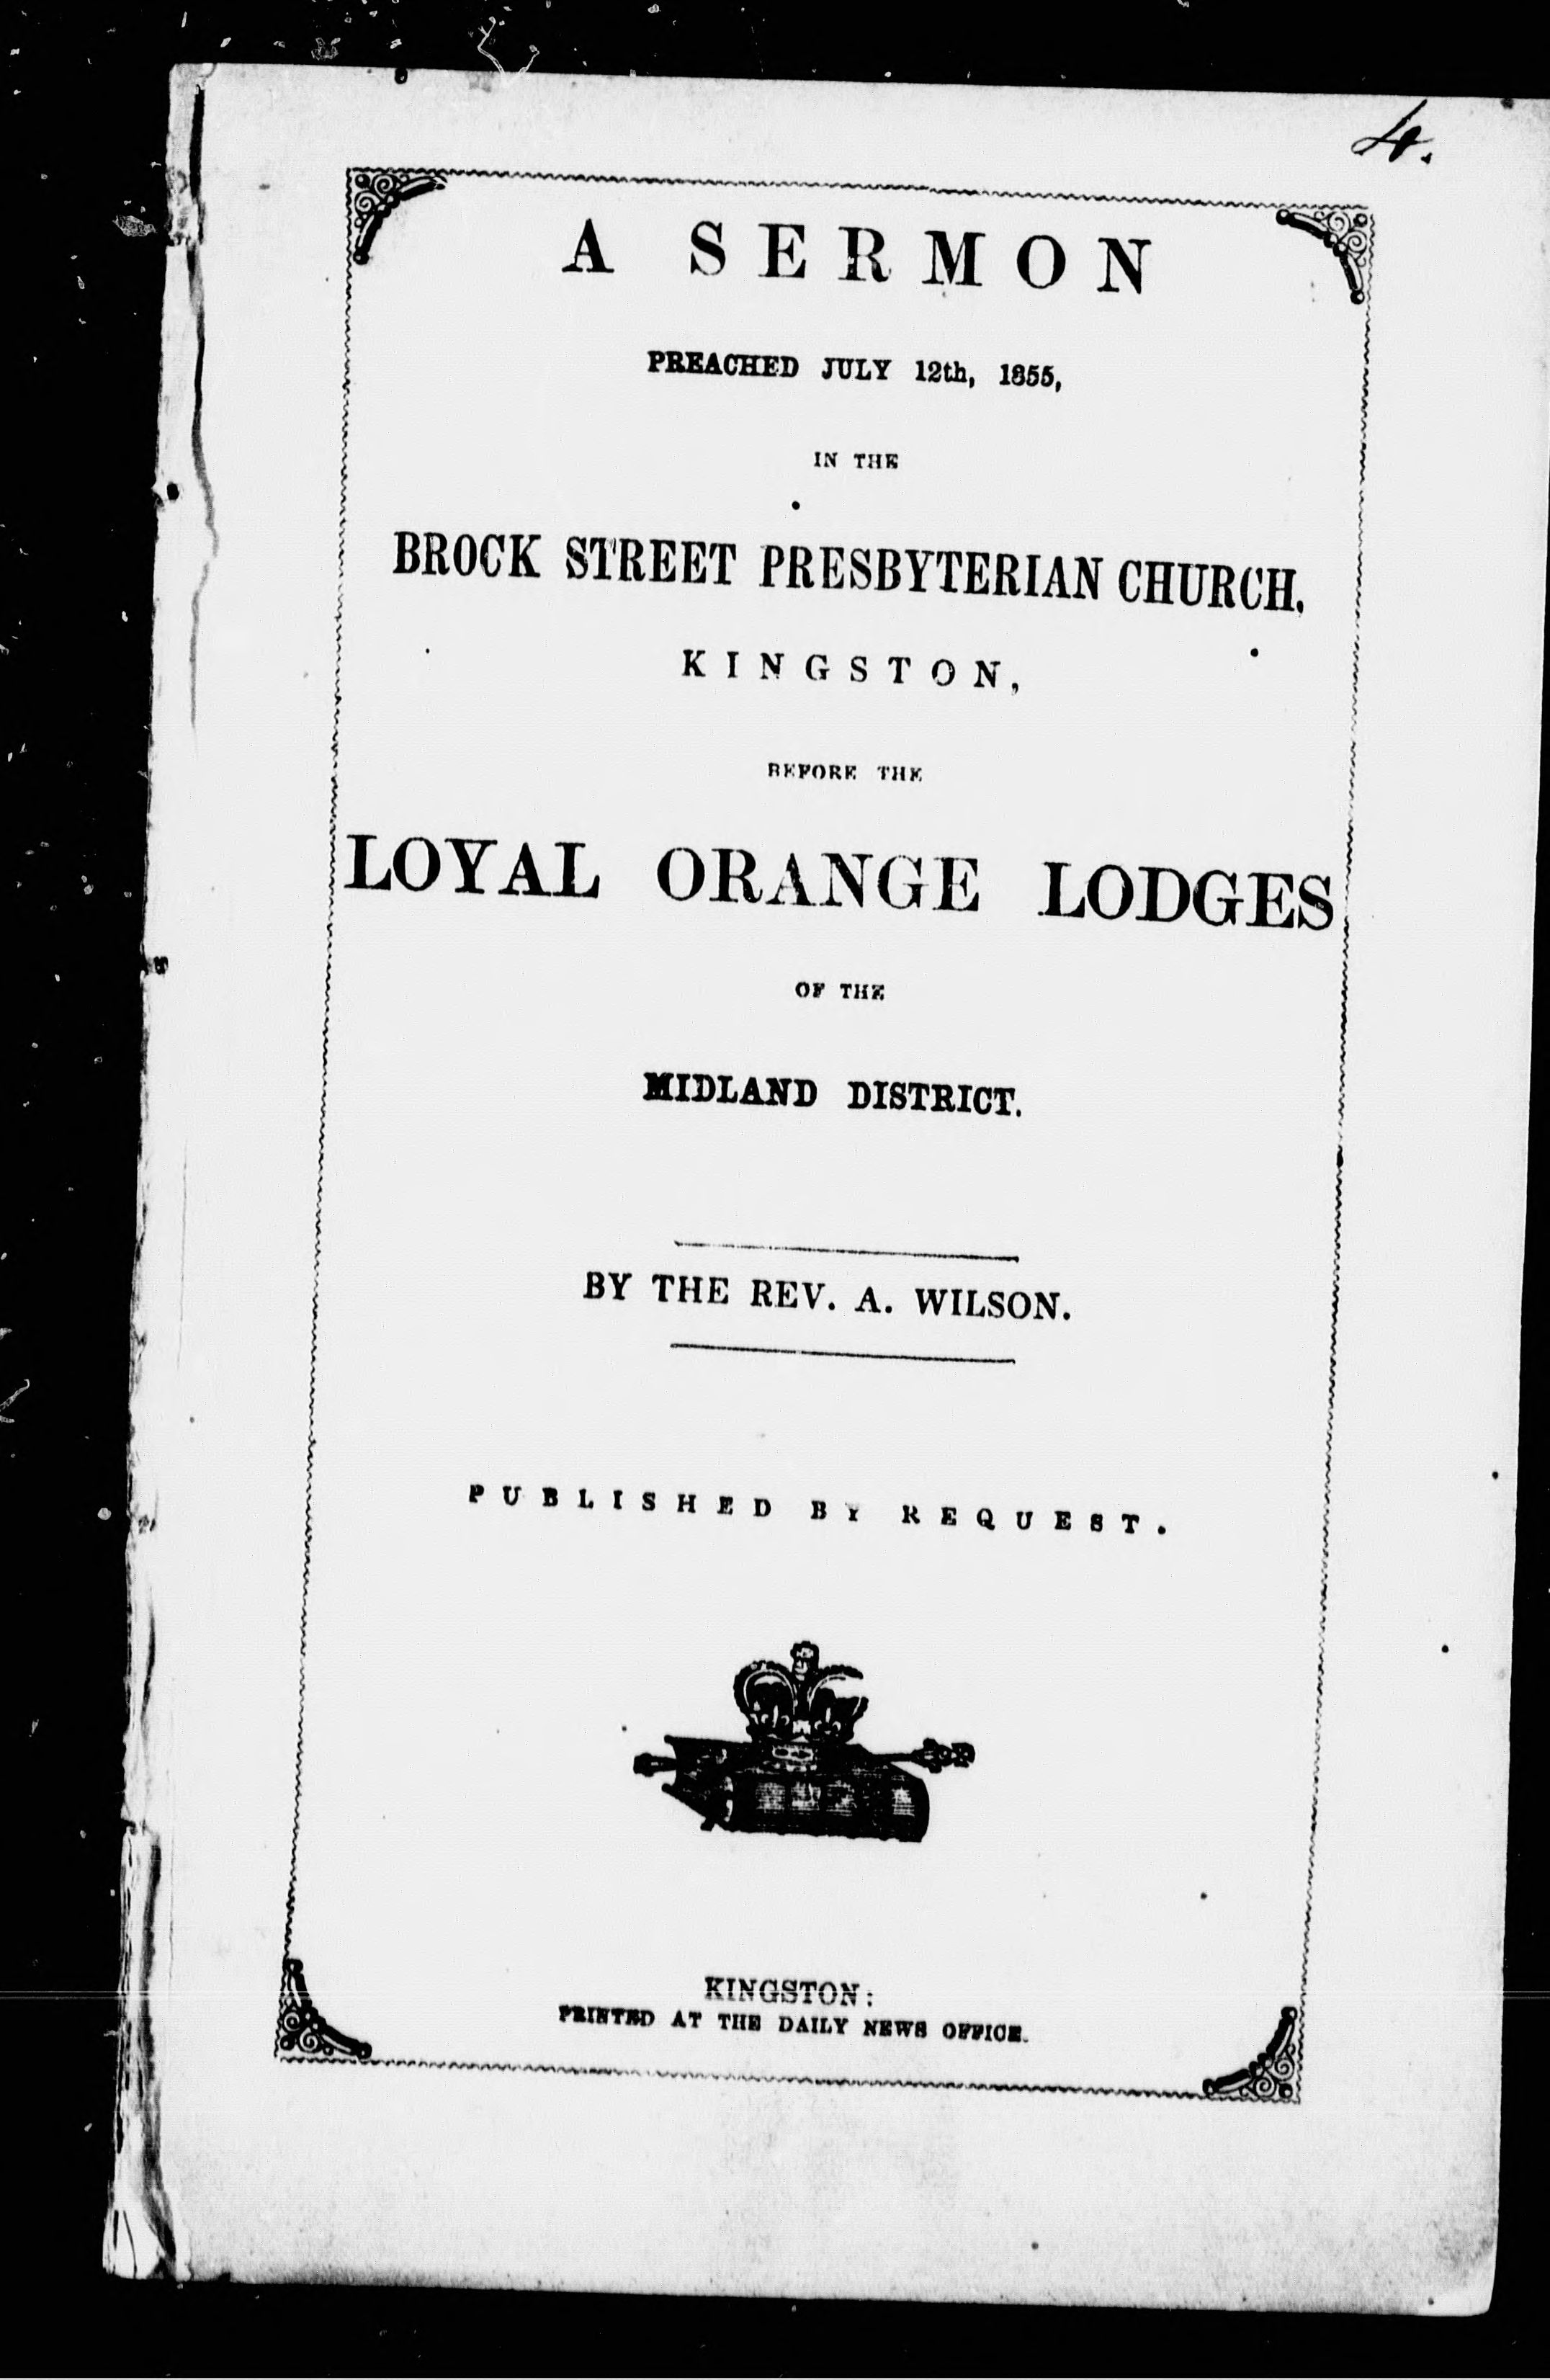 4.
A SERMON
PREACHED JULY 12th, 1855,
IN THE
BROCK STREET PRESBYTERIAN CHURCH,
KINGSTON,
BEFORE THE
LOYAL ORANGE LODGES
OF THE
MIDLAND DISTRICT.
BY THE REV. A. WILSON.
PUBLISHED BY REQUEST.
KINGSTON:
PRINTED AT THE DAILY NEWS OFFICE.